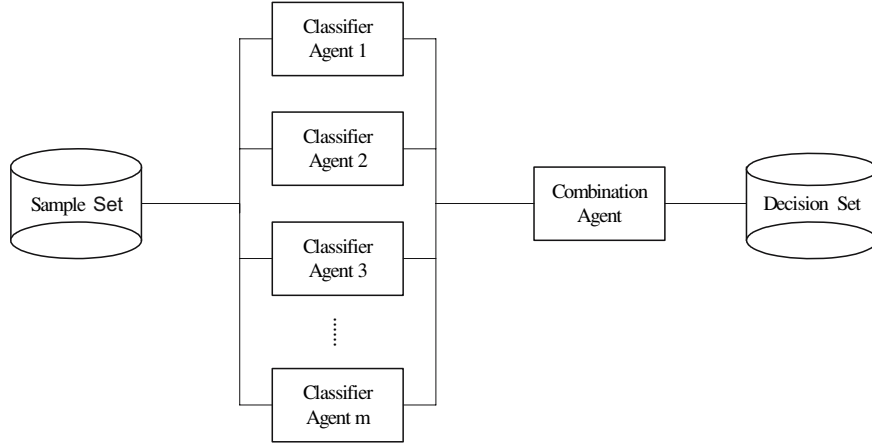 Classifier
Agent 1
Classifier
Agent 2
Sample Set
Combination
Agent
Decision Set
Classifier
Agent 3
Classifier
Agent m